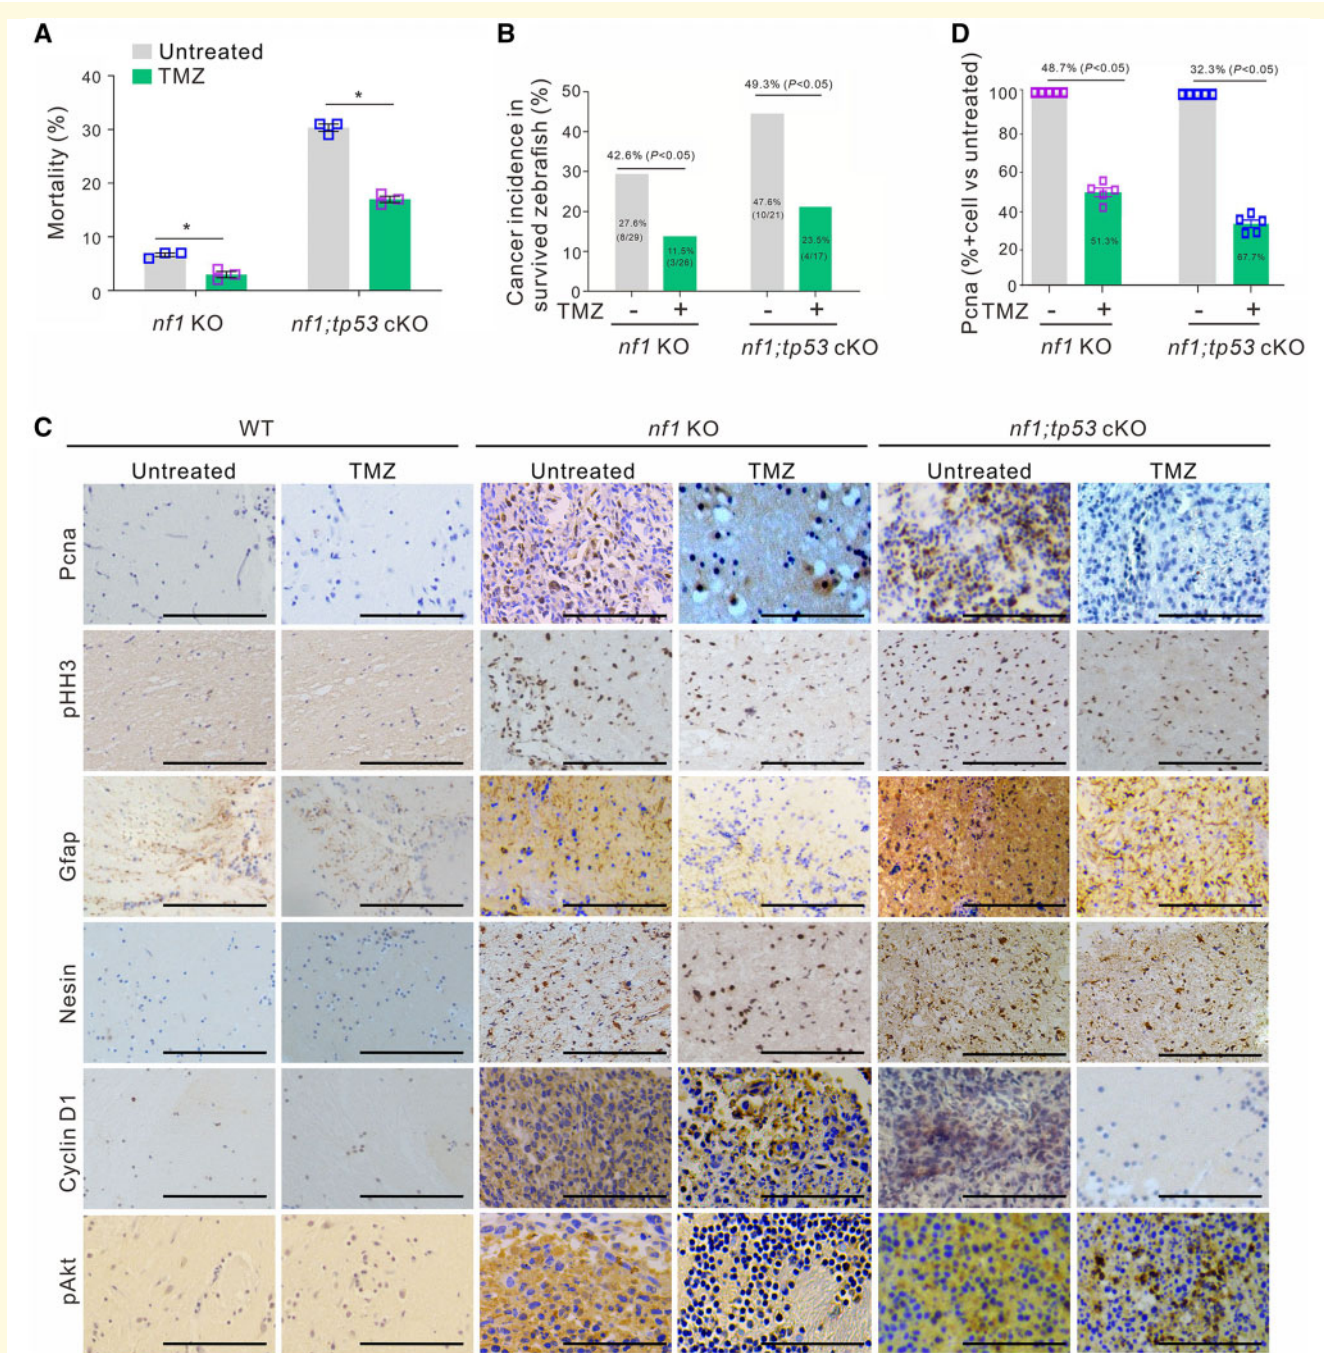 A
Untreated
TMZ
Mortality (%)
40
30
20
10
0
*
*
nf1 KO
nf1;tp53 cKO
B
Cancer incidence in
survived zebrafish (%)
50
40
30
20
10
0
42.6% (P<0.05)
49.3% (P<0.05)
27.6%
(8/29)
11.5%
(3/26)
47.6%
(10/21)
23.5%
(4/17)
TMZ - + - +
nf1 KO
nf1;tp53 cKO
D
Pcna (%+cell vs untreated)
100
80
60
40
20
0
48.7% (P<0.05)
32.3% (P<0.05)
51.3%
67.7%
TMZ - + - +
nf1 KO
nf1;tp53 cKO
C
WT
nf1 KO
nf1;tp53 cKO
Untreated
TMZ
Untreated
TMZ
Untreated
TMZ
Pcna
pHH3
Gfap
Nesin
Cyclin D1
pAkt